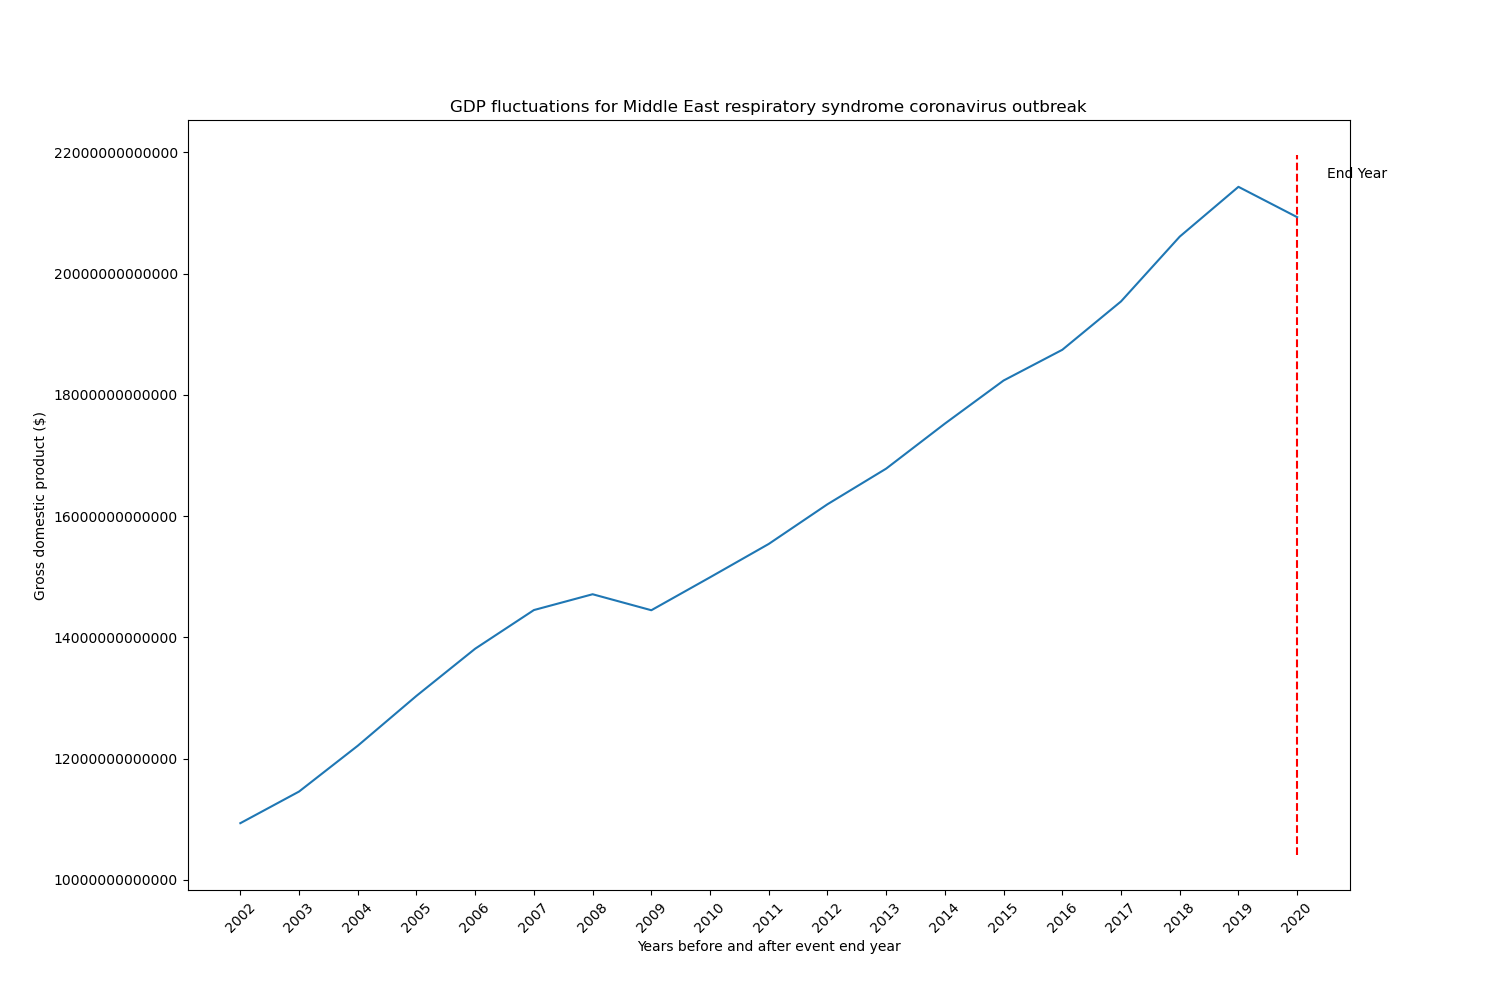 GDP fluctuations for Middle East respiratory syndrome coronavirus outbreak
22000000000000
End Year
20000000000000
18000000000000
16000000000000
14000000000000
12000000000000
10000000000000
Gross domestic product ($)
2002 2003 2004 2005 2006 2007 2008 2009 2010 2011 2012 2013 2014 2015 2016 2017 2018 2019 2020
Years before and after event end year